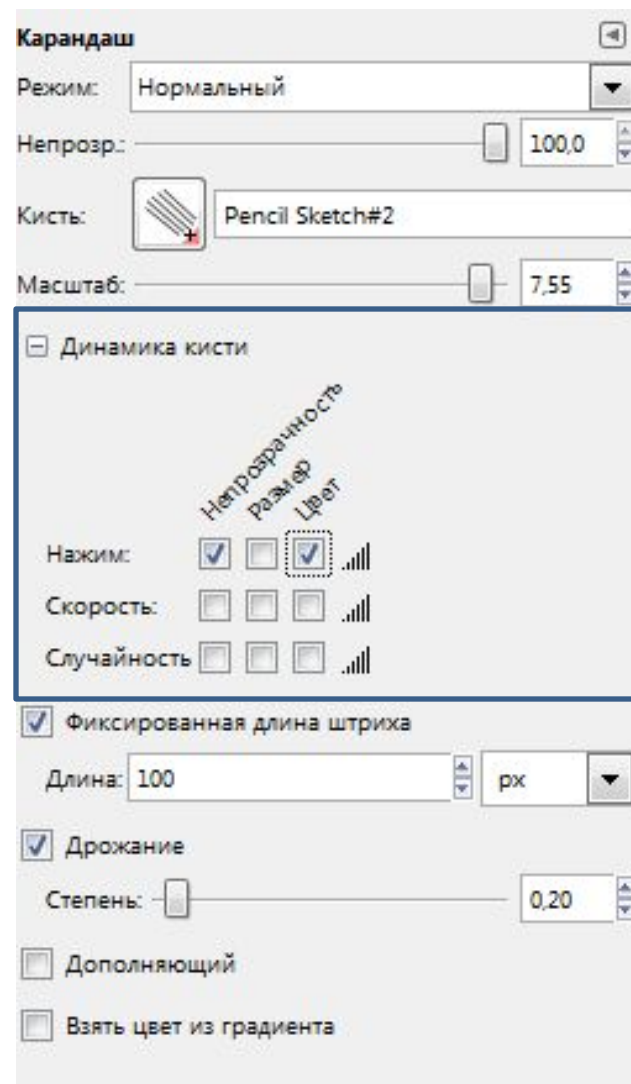 Карандаш
Режим: Нормальный
Непрозр.: 100,0
Кисть: Pencil Sketch#2
Масштаб: 7,55
Динамика кисти
Непрозрачность Размер Цвет
Нажим:
Скорость:
Случайность
Фиксированная длина штриха
Длина: 100 px
Дрожание
Степень: 0,20
Дополняющий
Взять цвет из градиента